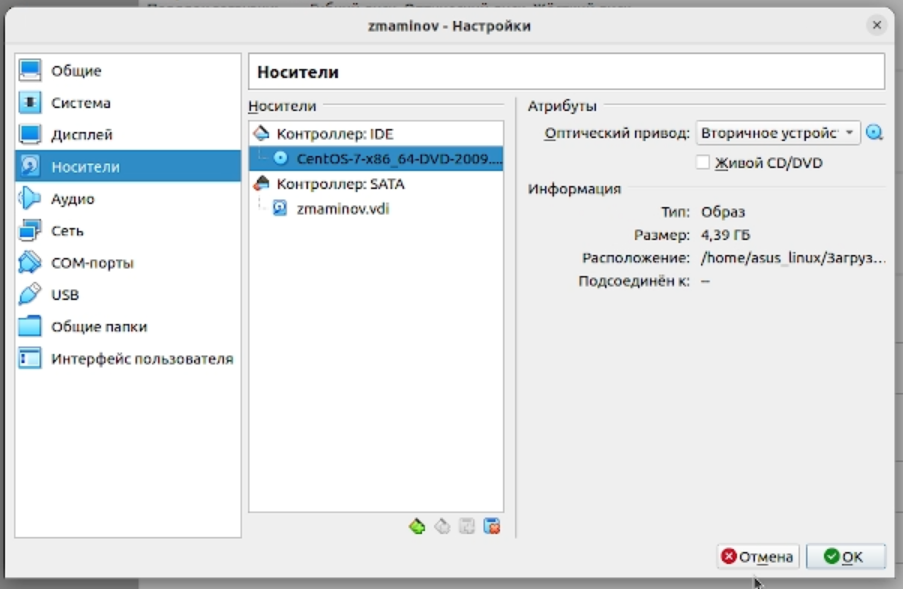 zmaminov - Настройки
Общие
Система
Дисплей
Носители
Аудио
Сеть
COM-порты
USB
Общие папки
Интерфейс пользователя
Носители
Носители
Контроллер: IDE
CentOS-7-x86_64-DVD-2009....
Контроллер: SATA
zmaminov.vdi
Атрибуты
Оптический привод: Вторичное устройс
Живой CD/DVD
Информация
Тип: Образ
Размер: 4,39 ГБ
Расположение: /home/asus_linux/Загруз...
Подсоединён к: --
Отмена
OK